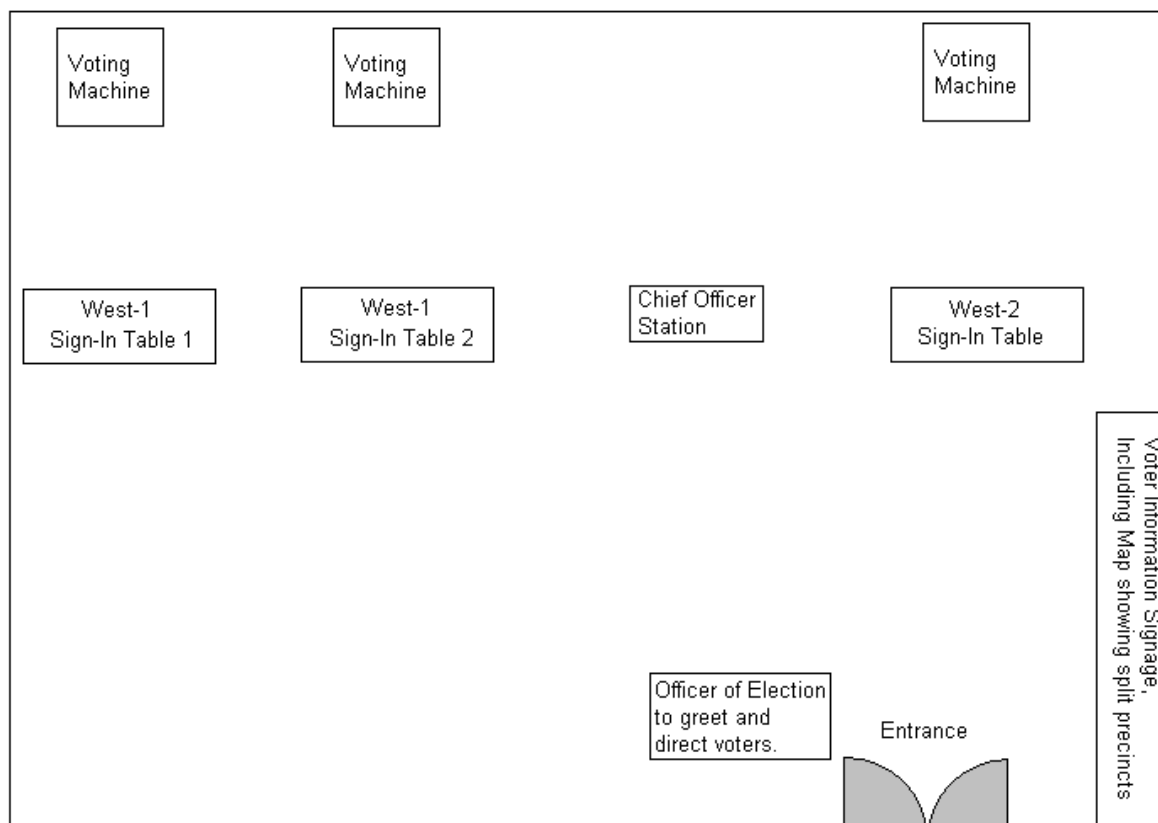 Voting
Machine
Voting
Machine
Voting
Machine
West-1
Sign-In Table 1
West-1
Sign-In Table 2
Chief Officer
Station
West-2
Sign-In Table
Voter Information Signage,
Including Map showing split precincts
Officer of Election
to greet and
direct voters.
Entrance